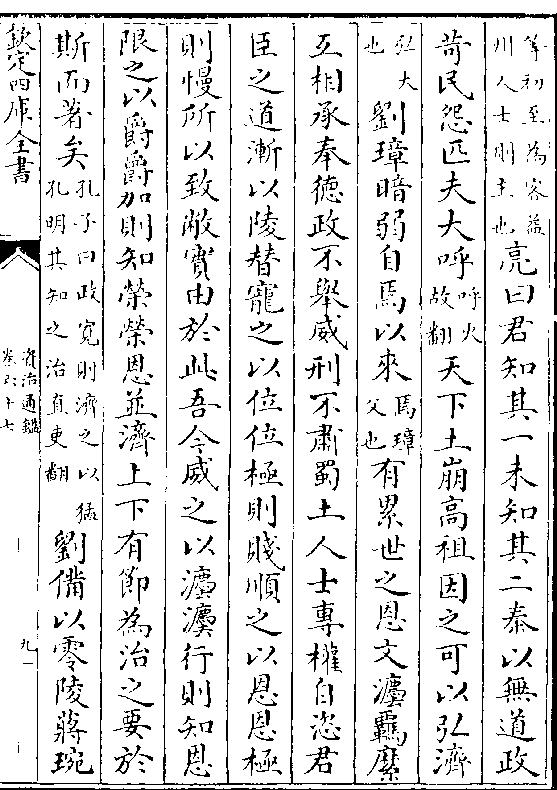 等初至為客益
州人士則主也亮曰君知其一未知其二秦以無道政
苛民怨匹夫大呼呼火故翻天下土崩高祖因之可以弘濟
弘大也劉璋暗弱自焉以來焉璋父也有累世之恩文灋羈縻
互相承奉德政不舉威刑不肅蜀土人士專權自恣君
臣之道漸以陵替寵之以位位極則賤順之以恩恩極
則慢所以致敝實由於此吾今威之以灋灋行則知恩
限之以爵爵加則知榮榮恩並濟上下有節為治之要於
斯而著矣孔子曰政寛則濟之以猛孔明其知之治直吏翻劉備以零陵蔣琬
欽定四庫全書
資治通鑑
卷六十七
九